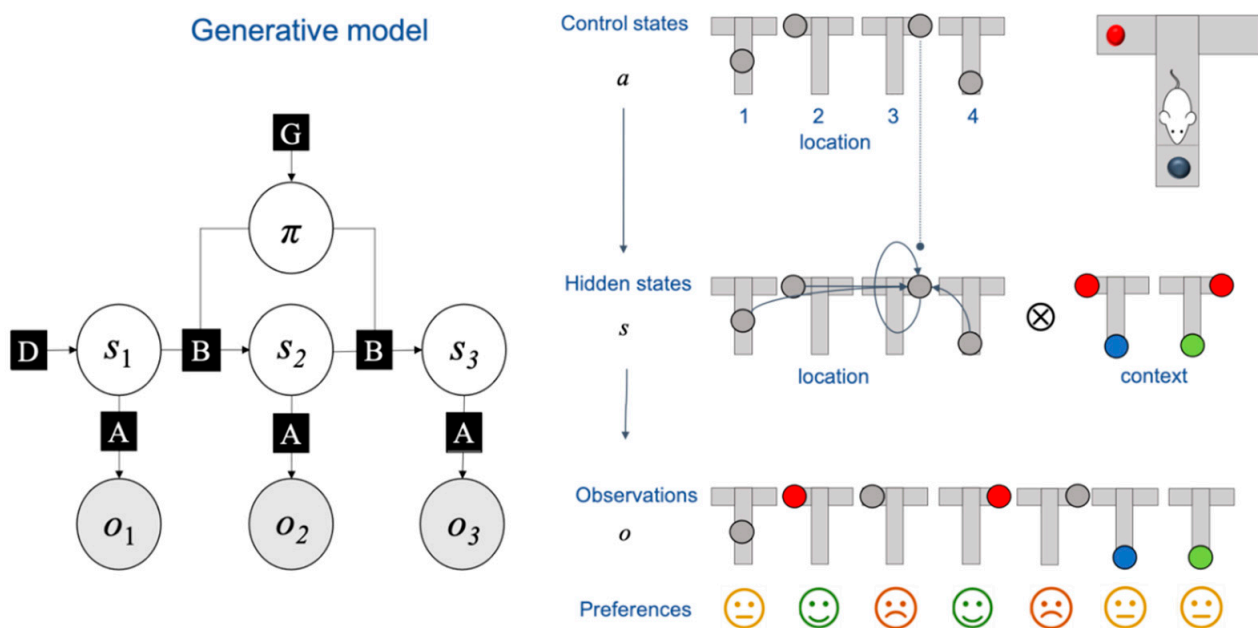 Generative model
G
π
D
s1
B
s2
B
s3
A
A
A
o1
o2
o3
Control states
a
1 2 3 4
location
Hidden states
s
location
context
Observations
o
Preferences